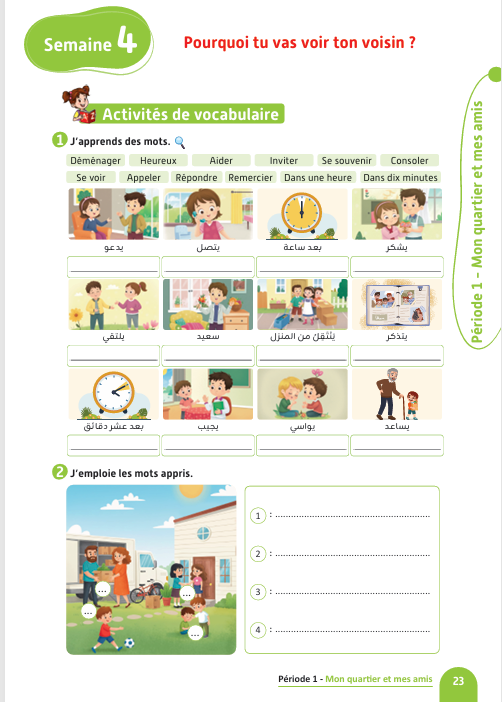 Semaine 4
Pourquoi tu vas voir ton voisin ?
Activités de vocabulaire
1 J'apprends des mots.
Déménager Heureux Aider Inviter Se souvenir Consoler
Se voir Appeler Répondre Remercier Dans une heure Dans dix minutes
يشكر بعد ساعة يتصل يدعو
يتذكر يَنْتَقِلُ من المنزل سعيد يلتقي
يساعد يواسي يجيب بعد عشر دقائق
2 J'emploie les mots appris.
...
...
...
...
1 : ..........................................
2 : ..........................................
3 : ..........................................
4 : ..........................................
Période 1 - Mon quartier et mes amis
Période 1 - Mon quartier et mes amis
23